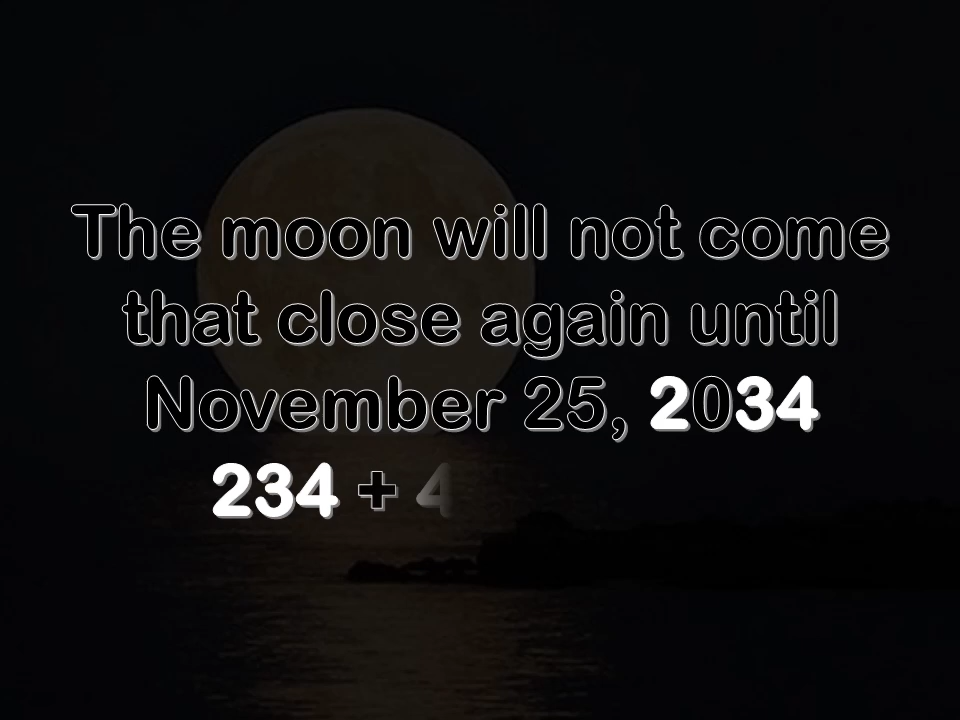 The moon will not come
that close again until
November 25, 2034
234 + 4